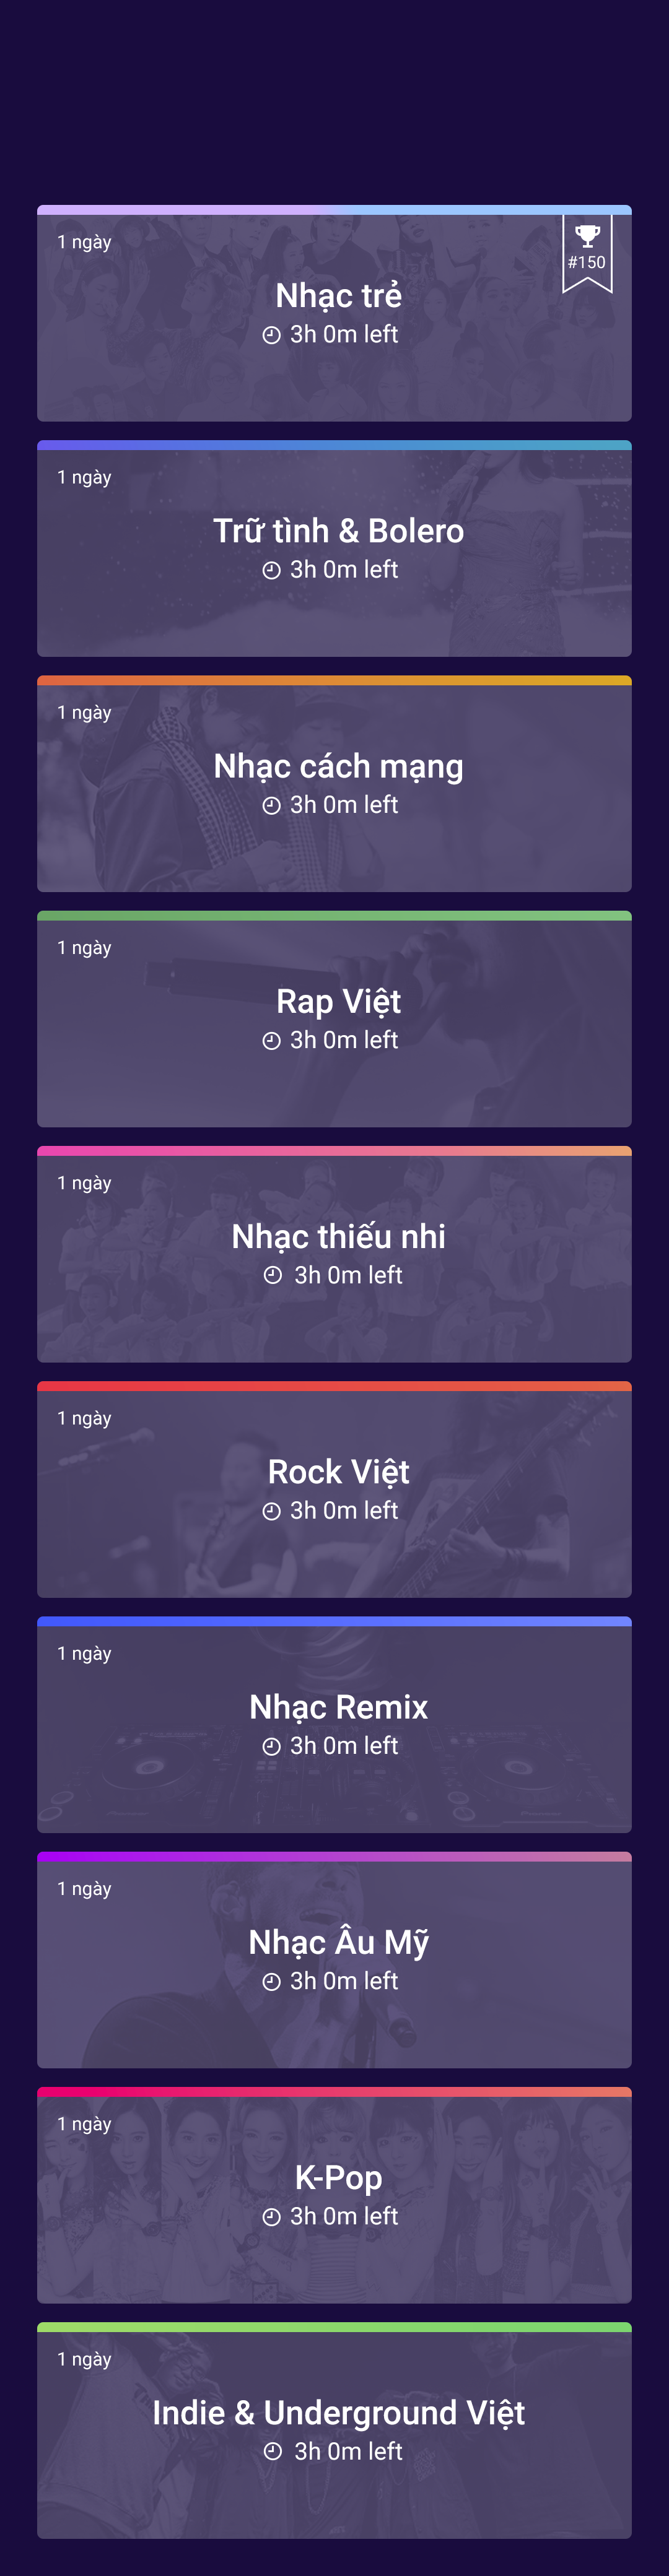 1 ngày
#150
Nhạc trẻ
3h 0m left
1 ngày
Trữ tình & Bolero
3h 0m left
1 ngày
Nhạc cách mạng
3h 0m left
1 ngày
Rap Việt
3h 0m left
1 ngày
Nhạc thiếu nhi
3h 0m left
1 ngày
Rock Việt
3h 0m left
1 ngày
Nhạc Remix
3h 0m left
1 ngày
Nhạc Âu Mỹ
3h 0m left
1 ngày
K-Pop
3h 0m left
1 ngày
Indie & Underground Việt
3h 0m left